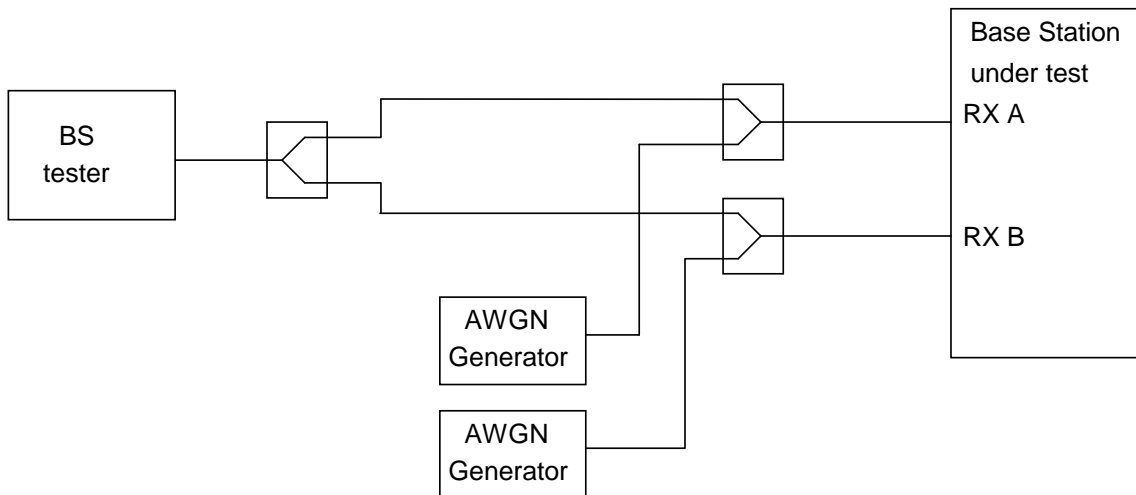 Base Station
under test
RX A
BS
tester
RX B
AWGN
Generator
AWGN
Generator